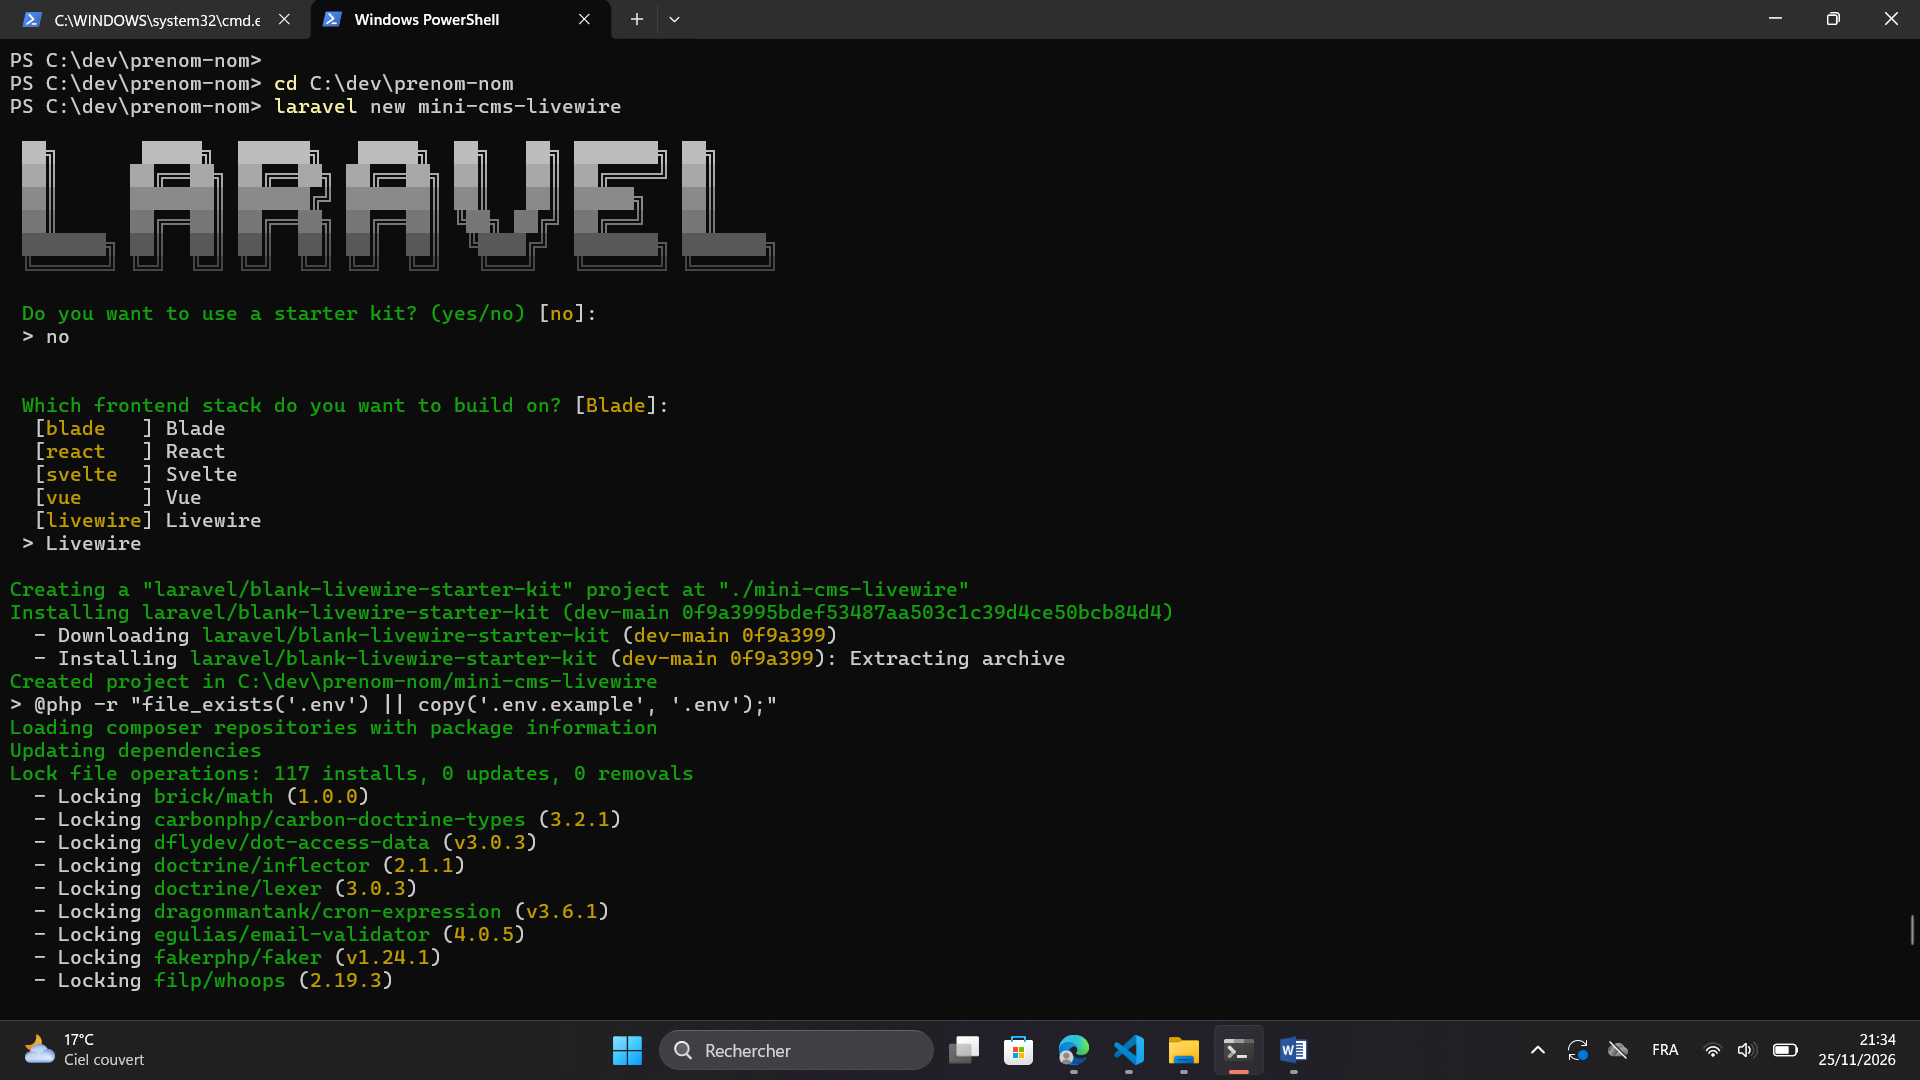 C:\WINDOWS\system32\cmd.e
Windows PowerShell
PS C:\dev\prenom-nom>
PS C:\dev\prenom-nom> cd C:\dev\prenom-nom
PS C:\dev\prenom-nom> laravel new mini-cms-livewire
LARAVEL
Do you want to use a starter kit? (yes/no) [no]:
> no
Which frontend stack do you want to build on? [Blade]:
[blade   ] Blade
[react   ] React
[svelte  ] Svelte
[vue     ] Vue
[livewire] Livewire
> Livewire
Creating a "laravel/blank-livewire-starter-kit" project at "./mini-cms-livewire"
Installing laravel/blank-livewire-starter-kit (dev-main 0f9a3995bdef53487aa503c1c39d4ce50bcb84d4)
- Downloading laravel/blank-livewire-starter-kit (dev-main 0f9a399)
- Installing laravel/blank-livewire-starter-kit (dev-main 0f9a399): Extracting archive
Created project in C:\dev\prenom-nom/mini-cms-livewire
> @php -r "file_exists('.env') || copy('.env.example', '.env');"
Loading composer repositories with package information
Updating dependencies
Lock file operations: 117 installs, 0 updates, 0 removals
- Locking brick/math (1.0.0)
- Locking carbonphp/carbon-doctrine-types (3.2.1)
- Locking dflydev/dot-access-data (v3.0.3)
- Locking doctrine/inflector (2.1.1)
- Locking doctrine/lexer (3.0.3)
- Locking dragonmantank/cron-expression (v3.6.1)
- Locking egulias/email-validator (4.0.5)
- Locking fakerphp/faker (v1.24.1)
- Locking filp/whoops (2.19.3)
17°C
Ciel couvert
Rechercher
FRA
21:34
25/11/2026